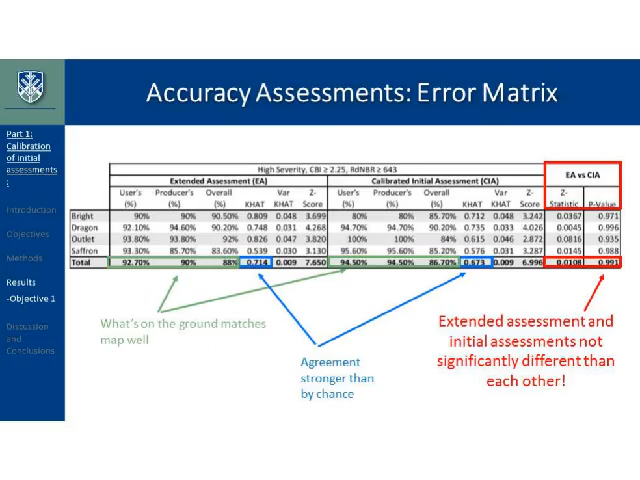 Accuracy Assessments: Error Matrix
Part 1:
Calibration
of initial
assessments
:
Introduction
Objectives
Methods
Results
-Objective 1
Discussion
and
Conclusions
High Severity, CBI ≥ 2.25, RdNBR ≥ 643
EA vs CIA
Extended Assessment (EA) Calibrated Initial Assessment (CIA)
User's Producer's Overall Var Z- User's Producer's Overall Var Z- Z-
(%) (%) (%) KHAT KHAT Score (%) (%) (%) KHAT KHAT Score Statistic P-Value
Bright 90% 90% 90.50% 0.809 0.048 3.699 80% 80% 85.70% 0.712 0.048 3.242 0.0367 0.971
Dragon 92.10% 94.60% 90.20% 0.748 0.031 4.268 94.70% 94.70% 90.20% 0.735 0.033 4.026 0.0045 0.996
Outlet 93.80% 93.80% 92% 0.826 0.047 3.820 100% 100% 84% 0.615 0.046 2.872 0.0816 0.935
Saffron 93.30% 85.70% 83.60% 0.539 0.030 3.130 95.60% 95.60% 85.20% 0.576 0.031 3.287 0.0145 0.988
Total 92.70% 90% 88% 0.714 0.009 7.650 94.50% 94.50% 86.70% 0.673 0.009 6.996 0.0108 0.991
What's on the ground matches
map well
Agreement
stronger than
by chance
Extended assessment and
initial assessments not
significantly different than
each other!